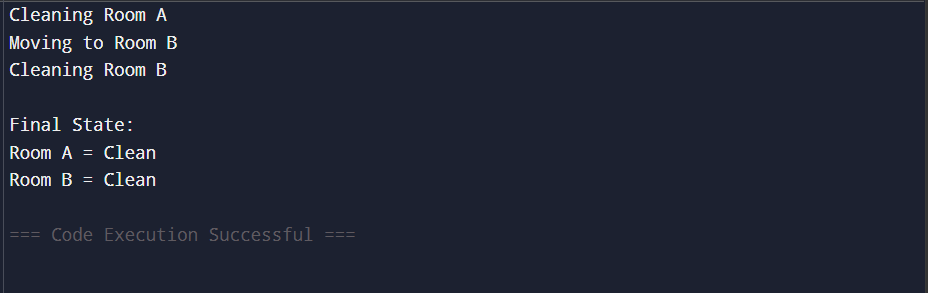 Cleaning Room A
Moving to Room B
Cleaning Room B
Final State:
Room A = Clean
Room B = Clean
=== Code Execution Successful ===